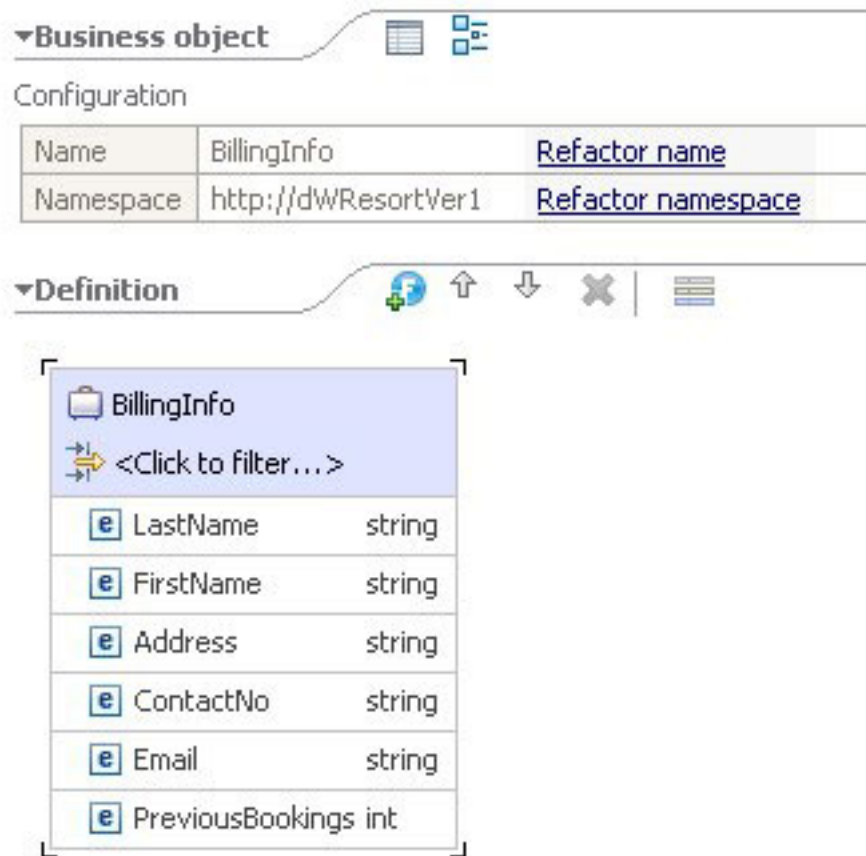 Business object
Configuration
Name BillingInfo Refactor name
Namespace http://dWResortVer1 Refactor namespace
Definition
BillingInfo
<Click to filter...>
e LastName string
e FirstName string
e Address string
e ContactNo string
e Email string
e PreviousBookings int